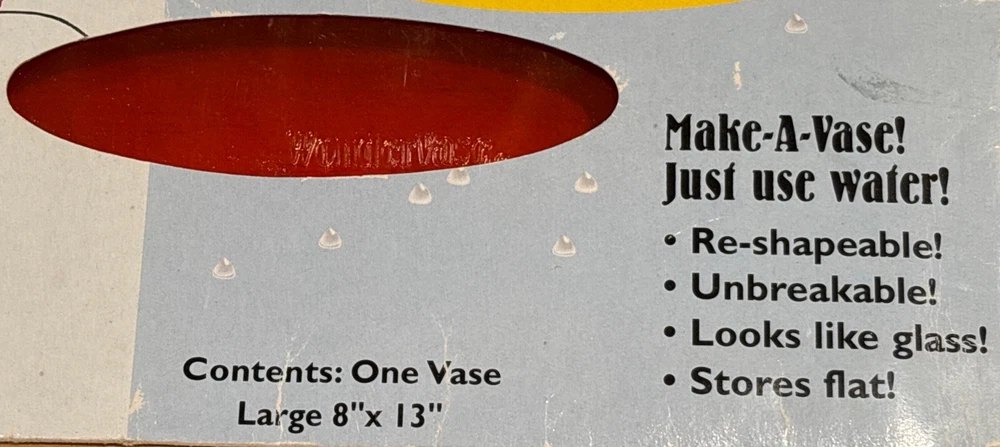 WonderVase
Make-A-Vase!
Just use water!
• Re-shapeable!
• Unbreakable!
• Looks like glass!
• Stores flat!
Contents: One Vase
Large 8"x 13"